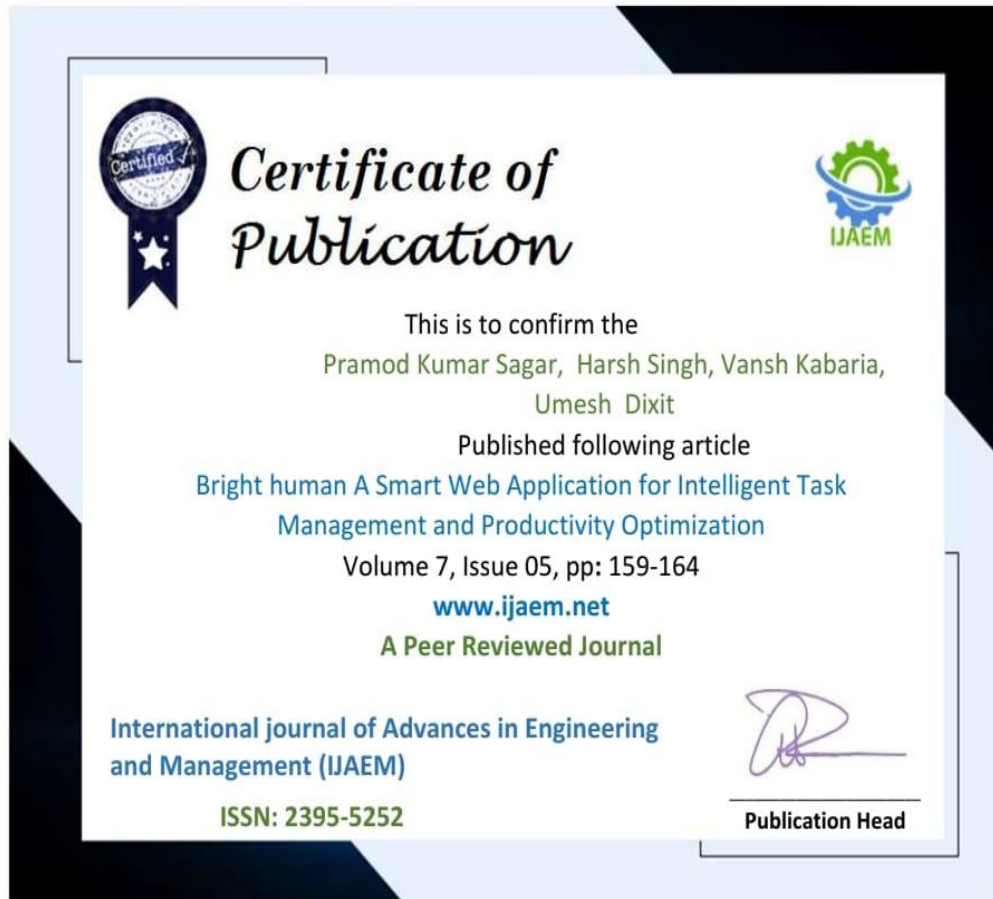 Certified
Certificate of
Publication
IJAEM
This is to confirm the
Pramod Kumar Sagar, Harsh Singh, Vansh Kabaria,
Umesh Dixit
Published following article
Bright human A Smart Web Application for Intelligent Task
Management and Productivity Optimization
Volume 7, Issue 05, pp: 159-164
www.ijaem.net
A Peer Reviewed Journal
International journal of Advances in Engineering
and Management (IJAEM)
ISSN: 2395-5252
Publication Head